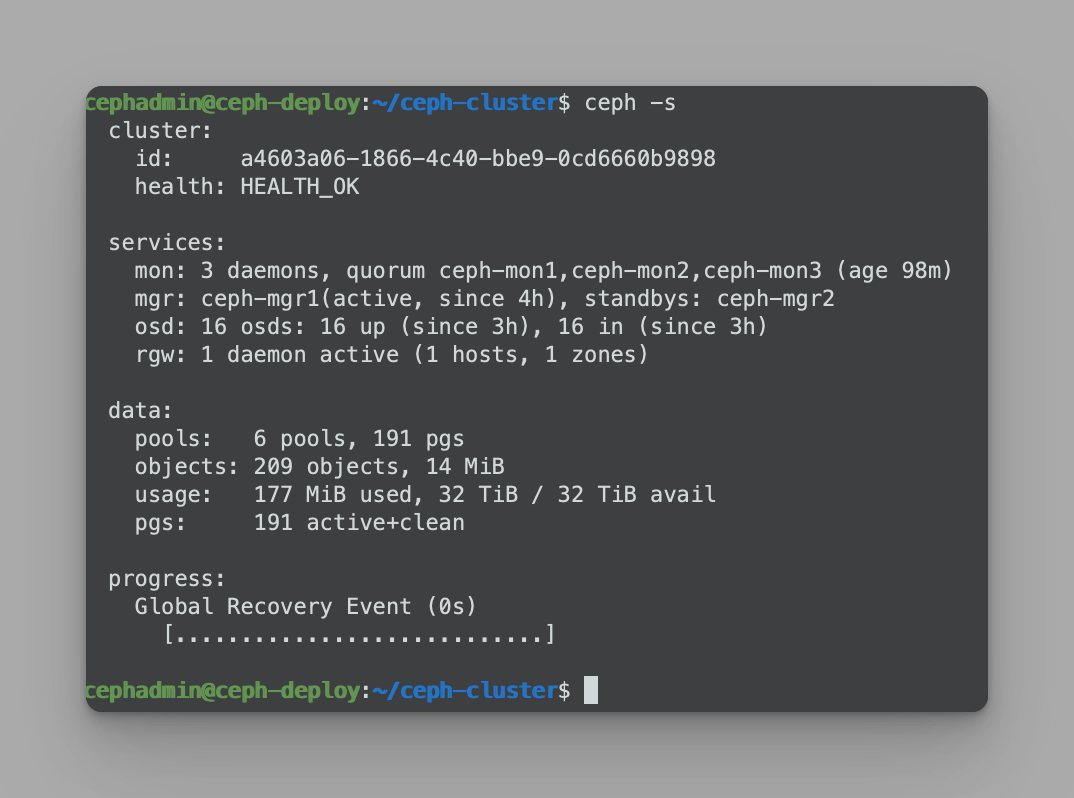 cephadmin@ceph-deploy:~/ceph-cluster$ ceph -s
  cluster:
    id:     a4603a06-1866-4c40-bbe9-0cd6660b9898
    health: HEALTH_OK

  services:
    mon: 3 daemons, quorum ceph-mon1,ceph-mon2,ceph-mon3 (age 98m)
    mgr: ceph-mgr1(active, since 4h), standbys: ceph-mgr2
    osd: 16 osds: 16 up (since 3h), 16 in (since 3h)
    rgw: 1 daemon active (1 hosts, 1 zones)

  data:
    pools:   6 pools, 191 pgs
    objects: 209 objects, 14 MiB
    usage:   177 MiB used, 32 TiB / 32 TiB avail
    pgs:     191 active+clean

  progress:
    Global Recovery Event (0s)
      [............................]

cephadmin@ceph-deploy:~/ceph-cluster$